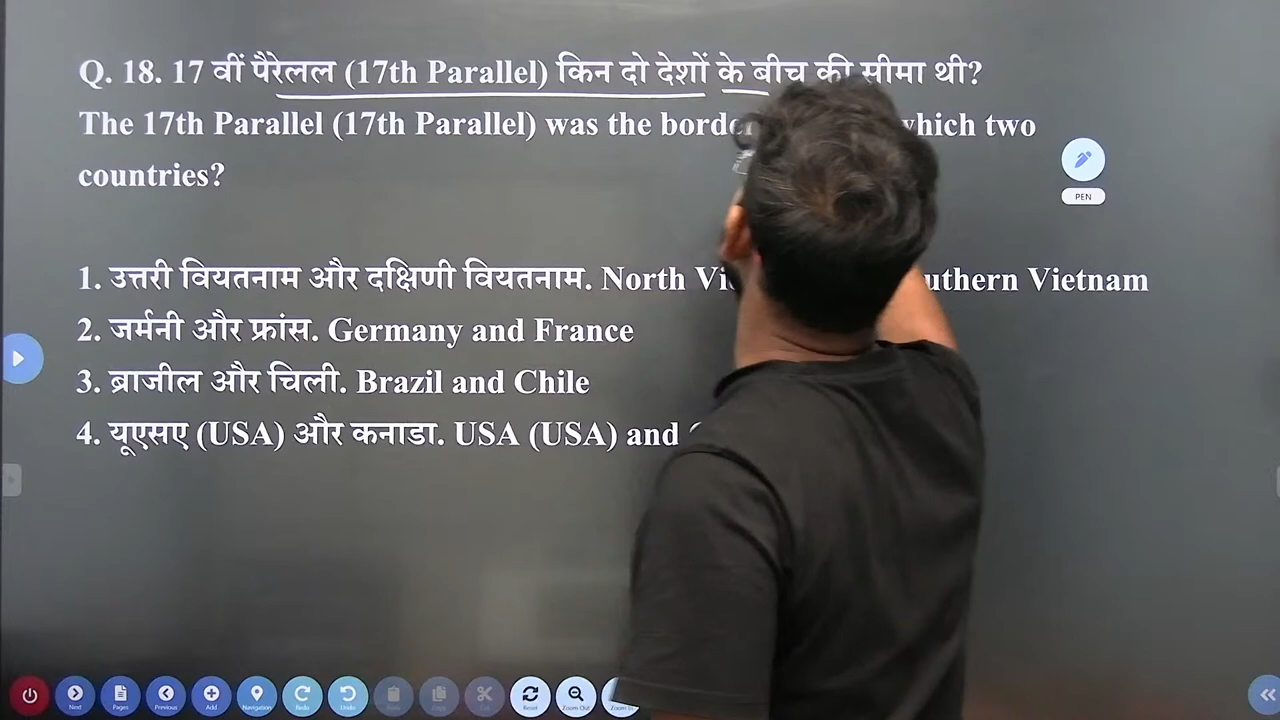 Q. 18. 17 वीं पैरेलल (17th Parallel) किन दो देशों के बीच की सीमा थी?
The 17th Parallel (17th Parallel) was the border which two
countries?
PEN
1. उत्तरी वियतनाम और दक्षिणी वियतनाम. North Vietnam
2. जर्मनी और फ्रांस. Germany and France
3. ब्राजील और चिली. Brazil and Chile
4. यूएसए (USA) और कनाडा. USA (USA) and
Next Pages Previous Add Navigation Redo Undo Reset Zoom Out Zoom In